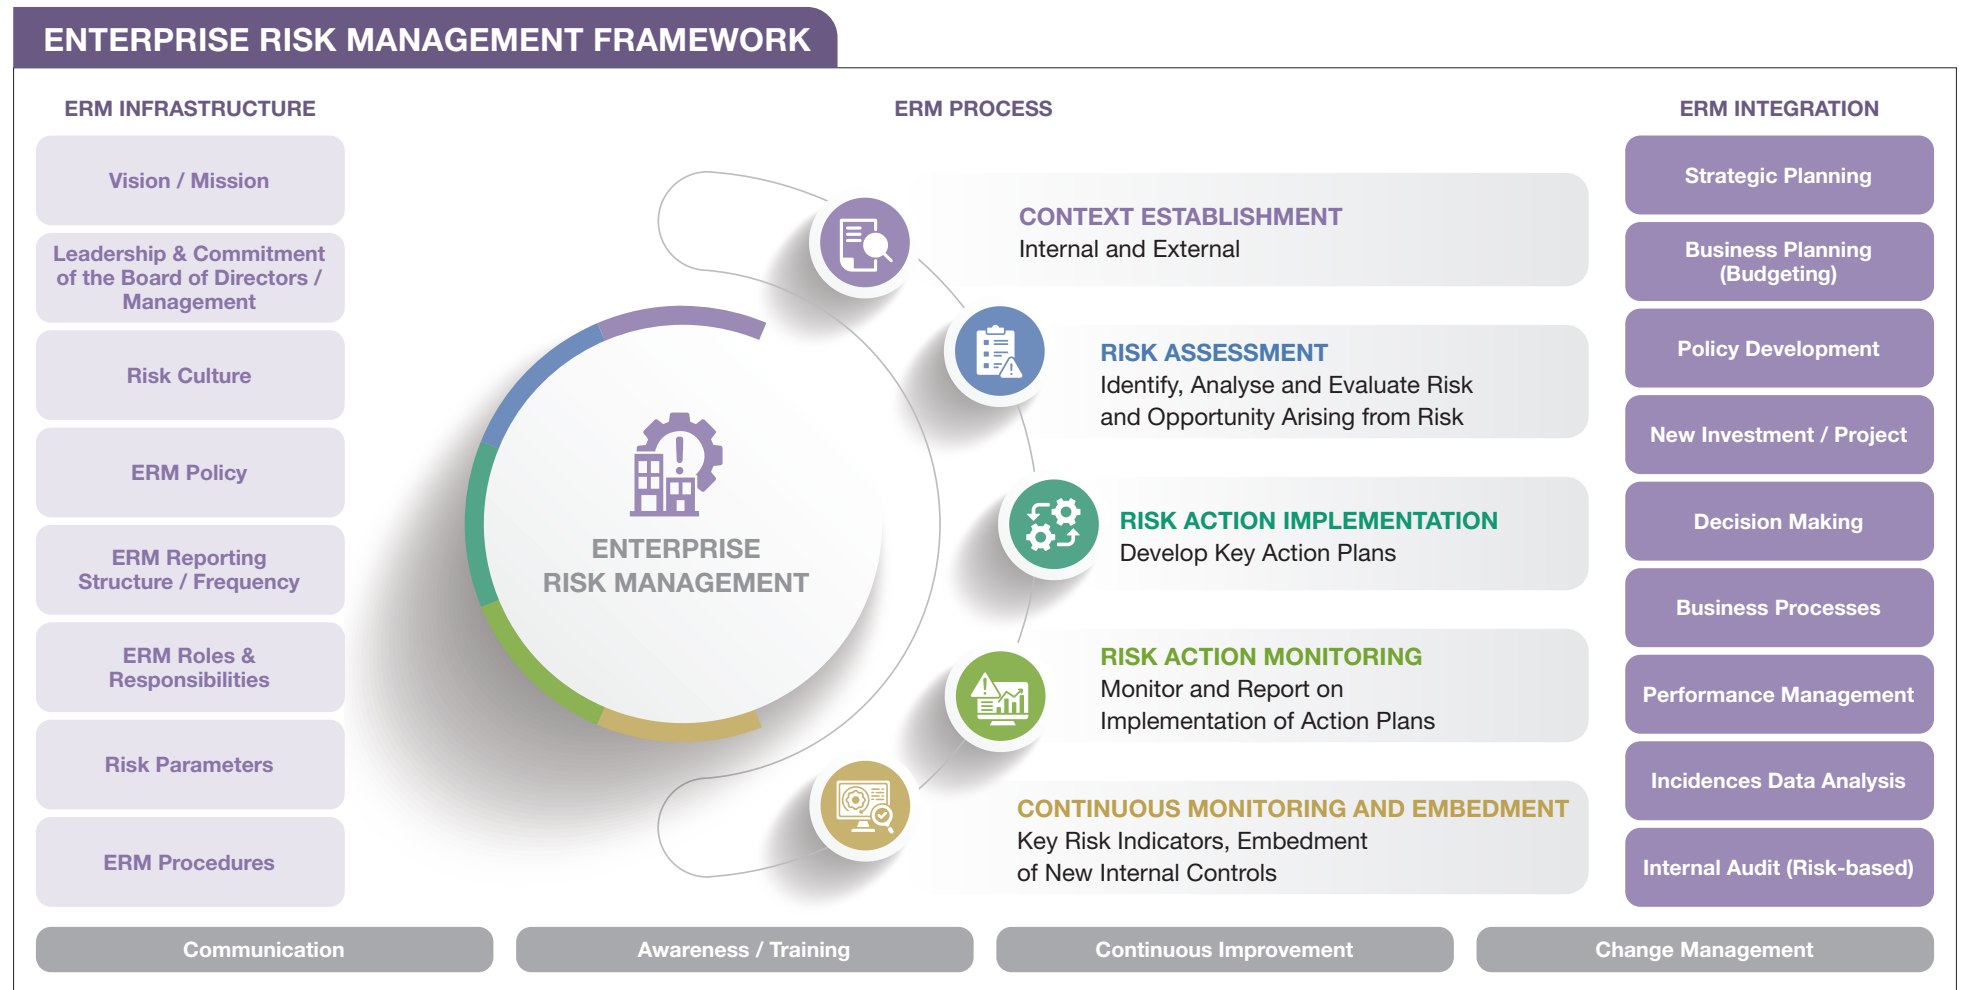 ENTERPRISE RISK MANAGEMENT FRAMEWORK
ERM INFRASTRUCTURE
Vision / Mission
Leadership & Commitment
of the Board of Directors /
Management
Risk Culture
ERM Policy
ERM Reporting
Structure / Frequency
ERM Roles &
Responsibilities
Risk Parameters
ERM Procedures
ERM PROCESS
ENTERPRISE
RISK MANAGEMENT
CONTEXT ESTABLISHMENT
Internal and External
RISK ASSESSMENT
Identify, Analyse and Evaluate Risk
and Opportunity Arising from Risk
RISK ACTION IMPLEMENTATION
Develop Key Action Plans
RISK ACTION MONITORING
Monitor and Report on
Implementation of Action Plans
CONTINUOUS MONITORING AND EMBEDMENT
Key Risk Indicators, Embedment
of New Internal Controls
ERM INTEGRATION
Strategic Planning
Business Planning
(Budgeting)
Policy Development
New Investment / Project
Decision Making
Business Processes
Performance Management
Incidences Data Analysis
Internal Audit (Risk-based)
Communication
Awareness / Training
Continuous Improvement
Change Management